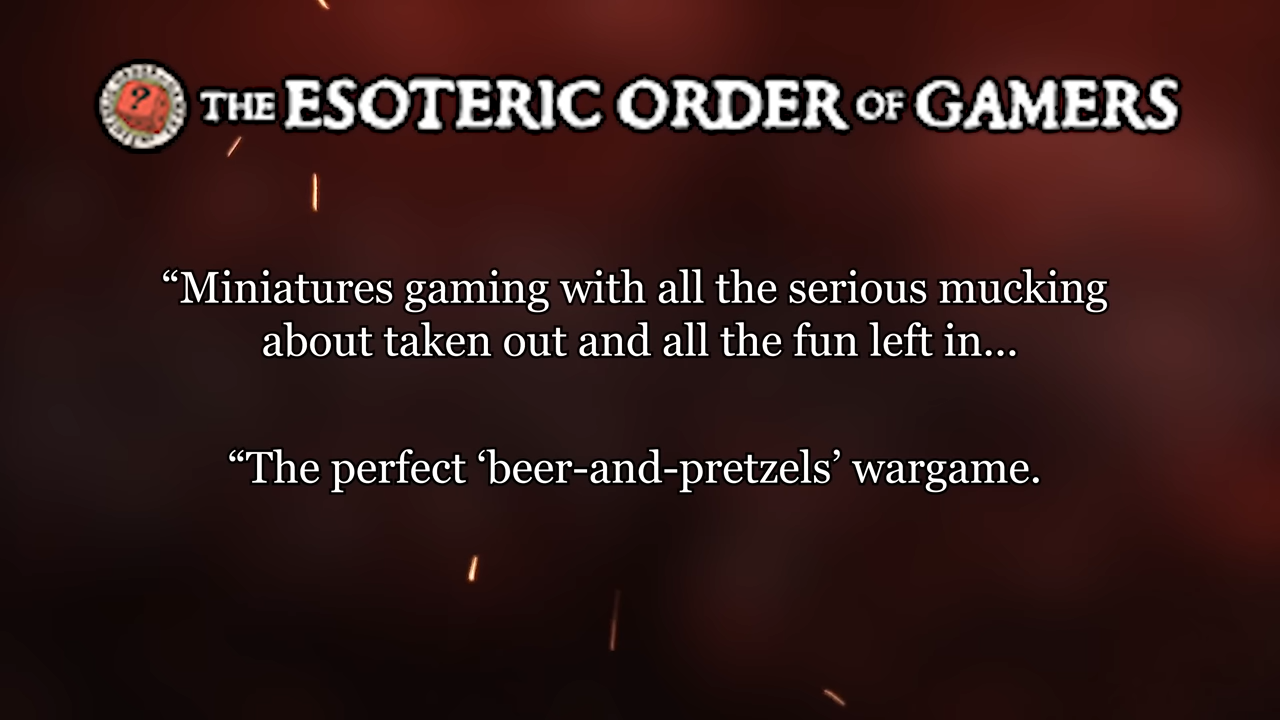 THE ESOTERIC ORDER OF GAMERS
“Miniatures gaming with all the serious mucking
about taken out and all the fun left in...
“The perfect ‘beer-and-pretzels’ wargame.